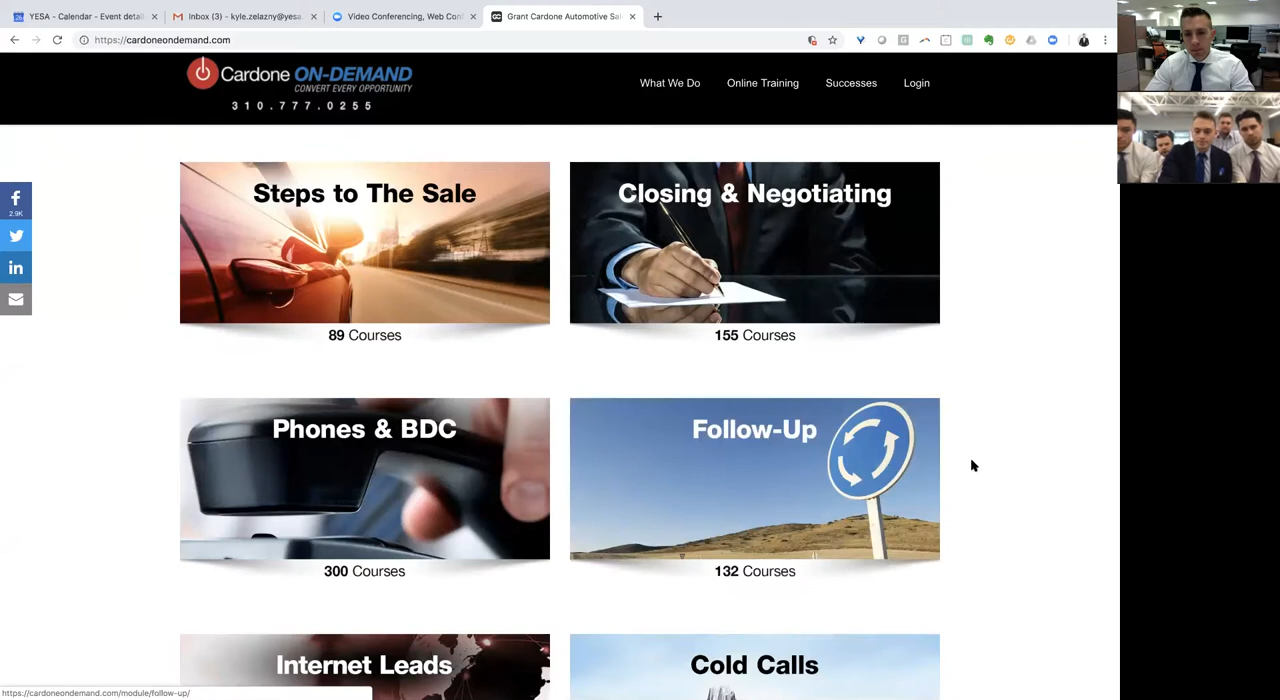 YESA - Calendar - Event detail
Inbox (3) - kyle.zelazny@yesa.
Video Conferencing, Web Conf
Grant Cardone Automotive Sal
https://cardoneondemand.com
Cardone ON-DEMAND
CONVERT EVERY OPPORTUNITY
310.777.0255
What We Do
Online Training
Successes
Login
2.9K
Steps to The Sale
Closing & Negotiating
89 Courses
155 Courses
Phones & BDC
Follow-Up
300 Courses
132 Courses
Internet Leads
Cold Calls
https://cardoneondemand.com/module/follow-up/